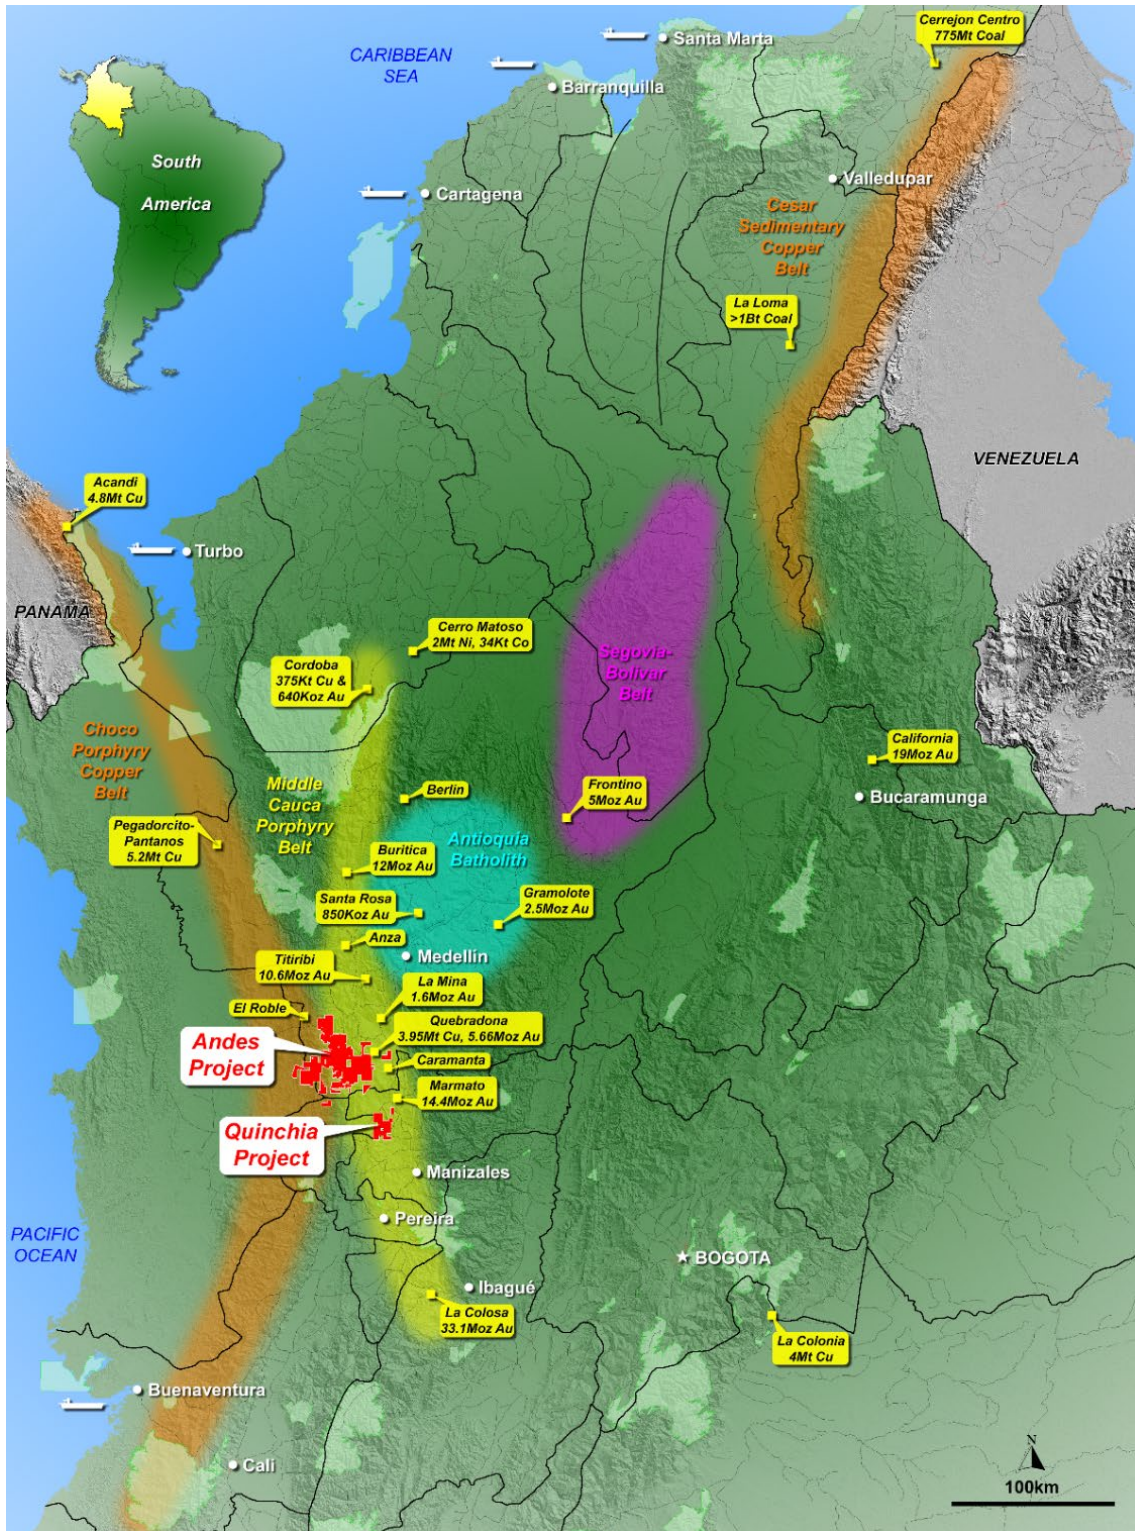 Cerrejon Centro
775Mt Coal
Santa Marta
CARIBBEAN
SEA
Barranquilla
South
America
Valledupar
Cartagena
Cesar
Sedimentary
Copper
Belt
La Loma
>1Bt Coal
VENEZUELA
Acandi
4.8Mt Cu
Turbo
PANAMA
Cerro Matoso
2Mt Ni, 34Kt Co
Cordoba
375Kt Cu &
640Koz Au
Segovia-
Bolivar
Belt
Choco
Porphyry
Copper
Belt
California
19Moz Au
Middle
Cauca
Porphyry
Belt
Berlin
Frontino
5Moz Au
Bucaramunga
Pegadorcito-
Pantanos
5.2Mt Cu
Antioquia
Batholith
Buritica
12Moz Au
Santa Rosa
850Koz Au
Gramolote
2.5Moz Au
Anza
Medellin
Titiribi
10.6Moz Au
La Mina
1.6Moz Au
El Roble
Quebradona
3.95Mt Cu, 5.66Moz Au
Andes
Project
Caramanta
Marmato
14.4Moz Au
Quinchia
Project
Manizales
Pereira
PACIFIC
OCEAN
BOGOTA
Ibagué
La Colosa
33.1Moz Au
La Colonia
4Mt Cu
Buenaventura
Cali
N
100km